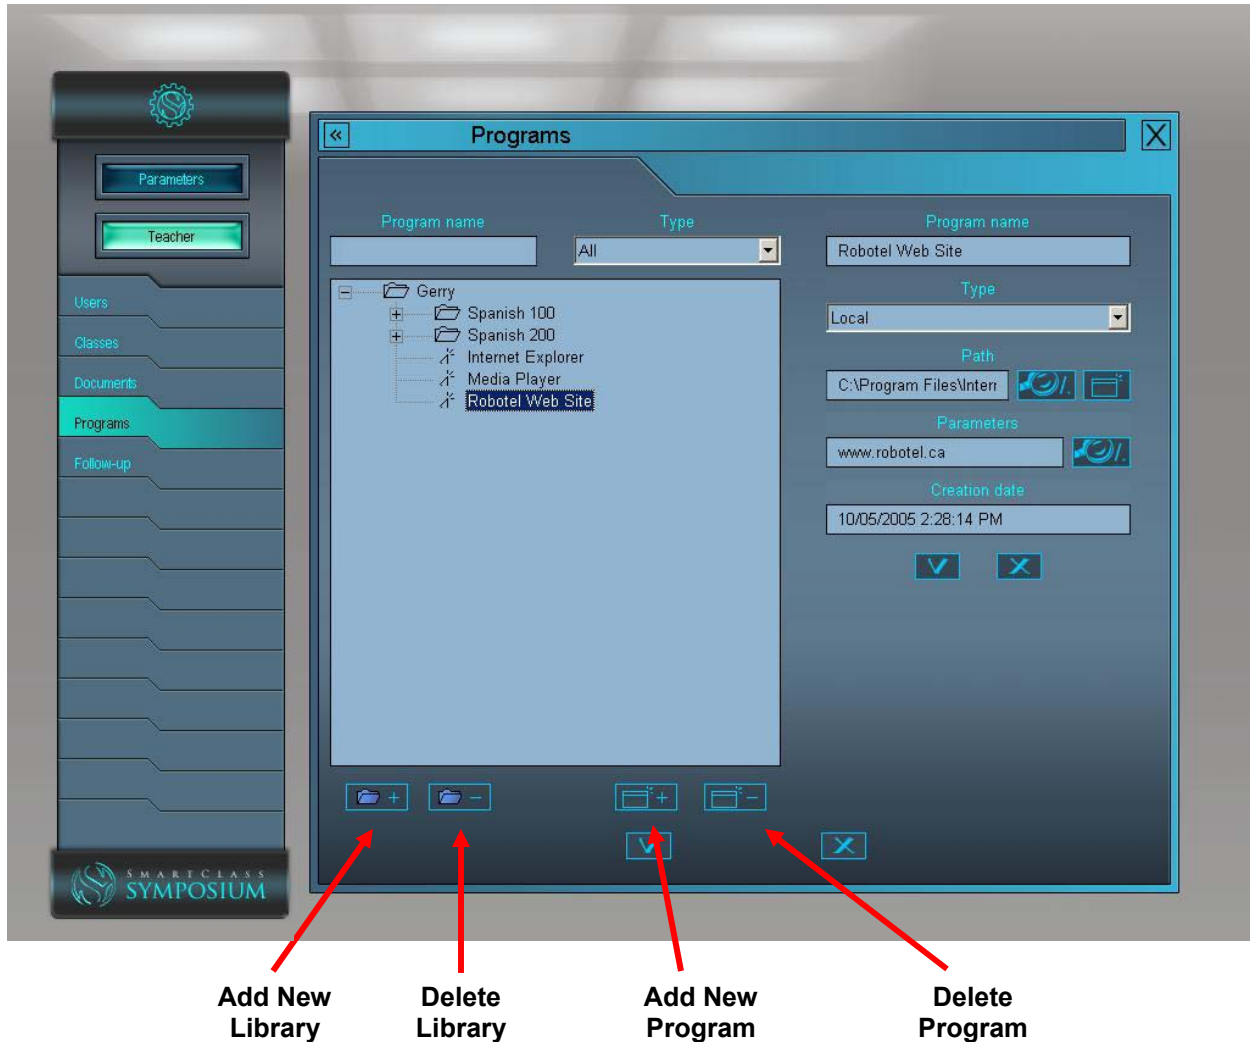 Parameters
Teacher
Users
Classes
Documents
Programs
Follow-up
SMARTCLASS
SYMPOSIUM
Programs
Program name
Type
All
Gerry
Spanish 100
Spanish 200
Internet Explorer
Media Player
Robotel Web Site
Program name
Robotel Web Site
Type
Local
Path
C:\Program Files\Inter
Parameters
www.robotel.ca
Creation date
10/05/2005 2:28:14 PM
Add New
Library
Delete
Library
Add New
Program
Delete
Program